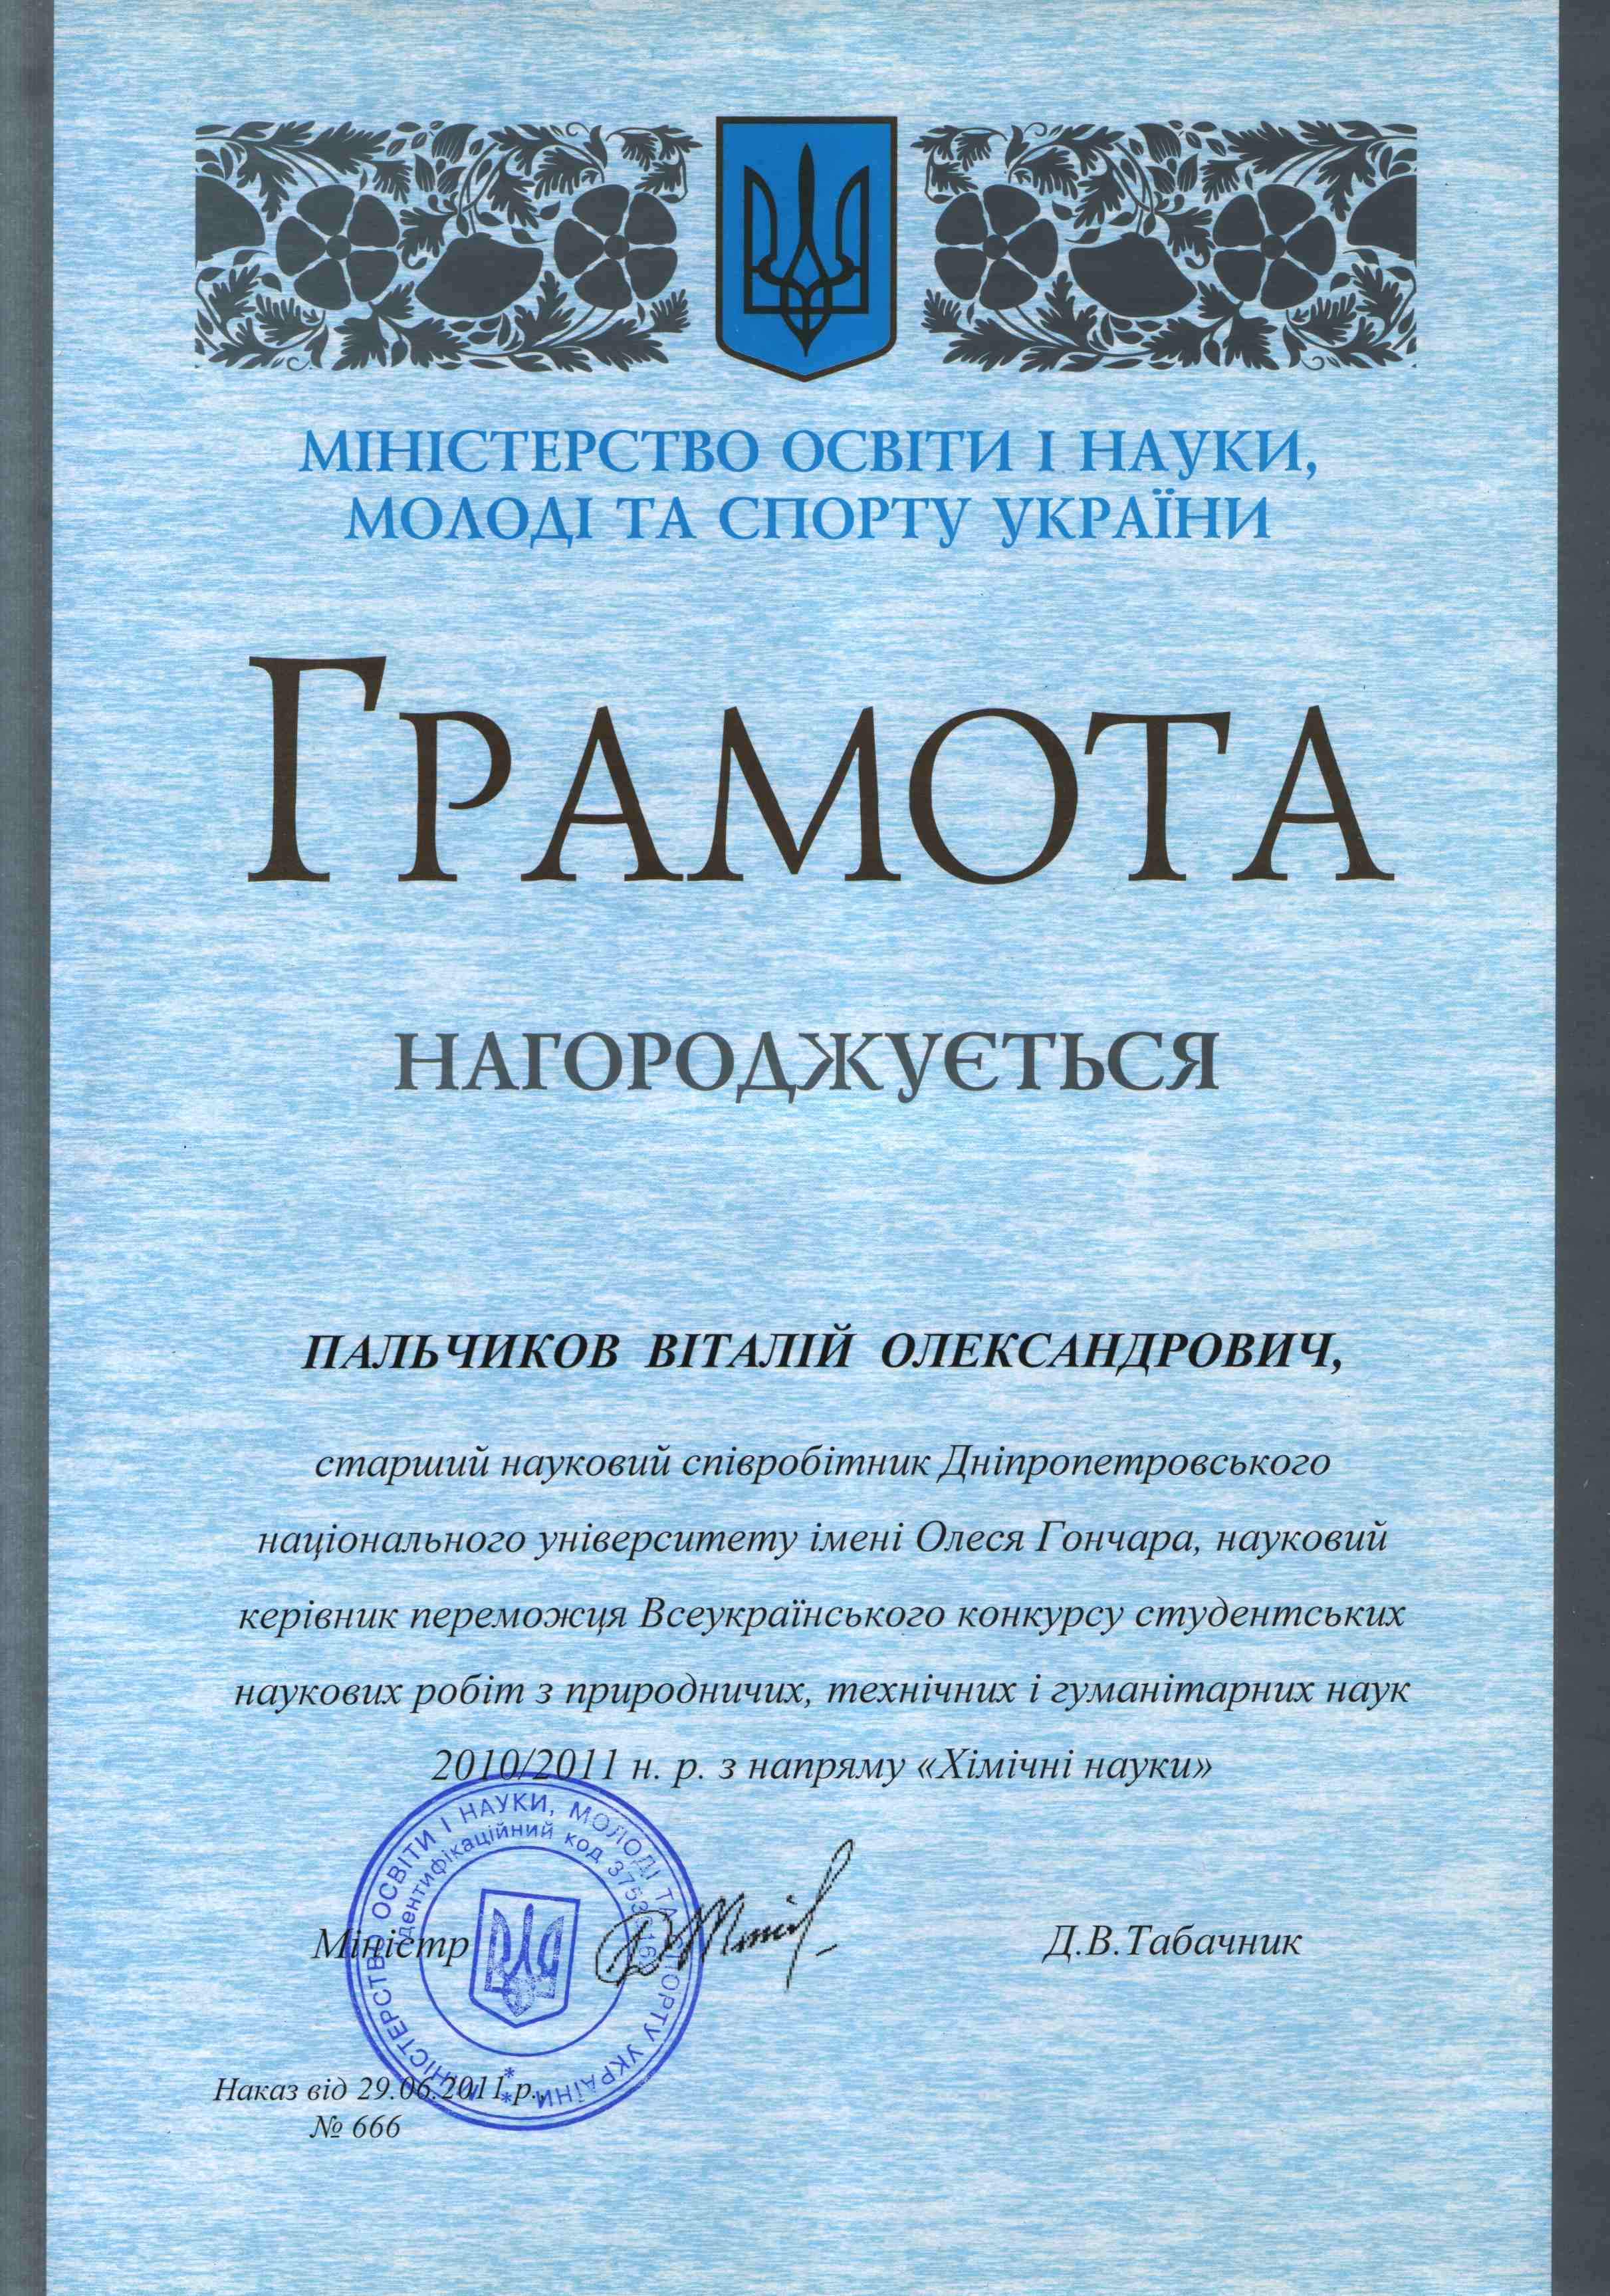 МІНІСТЕРСТВО ОСВІТИ І НАУКИ,
МОЛОДІ ТА СПОРТУ УКРАЇНИ
ГРАМОТА
НАГОРОДЖУЄТЬСЯ
ПАЛЬЧИКОВ ВІТАЛІЙ ОЛЕКСАНДРОВИЧ,
старший науковий співробітник Дніпропетровського
національного університету імені Олеся Гончара, науковий
керівник переможця Всеукраїнського конкурсу студентських
наукових робіт з природничих, технічних і гуманітарних наук
2010/2011 н. р. з напряму «Хімічні науки»
МІНІСТЕРСТВО ОСВІТИ І НАУКИ, МОЛОДІ ТА СПОРТУ УКРАЇНИ
ідентифікаційний код
Міністр
Д.В.Табачник
Наказ від 29.06.2011 р.
№ 666